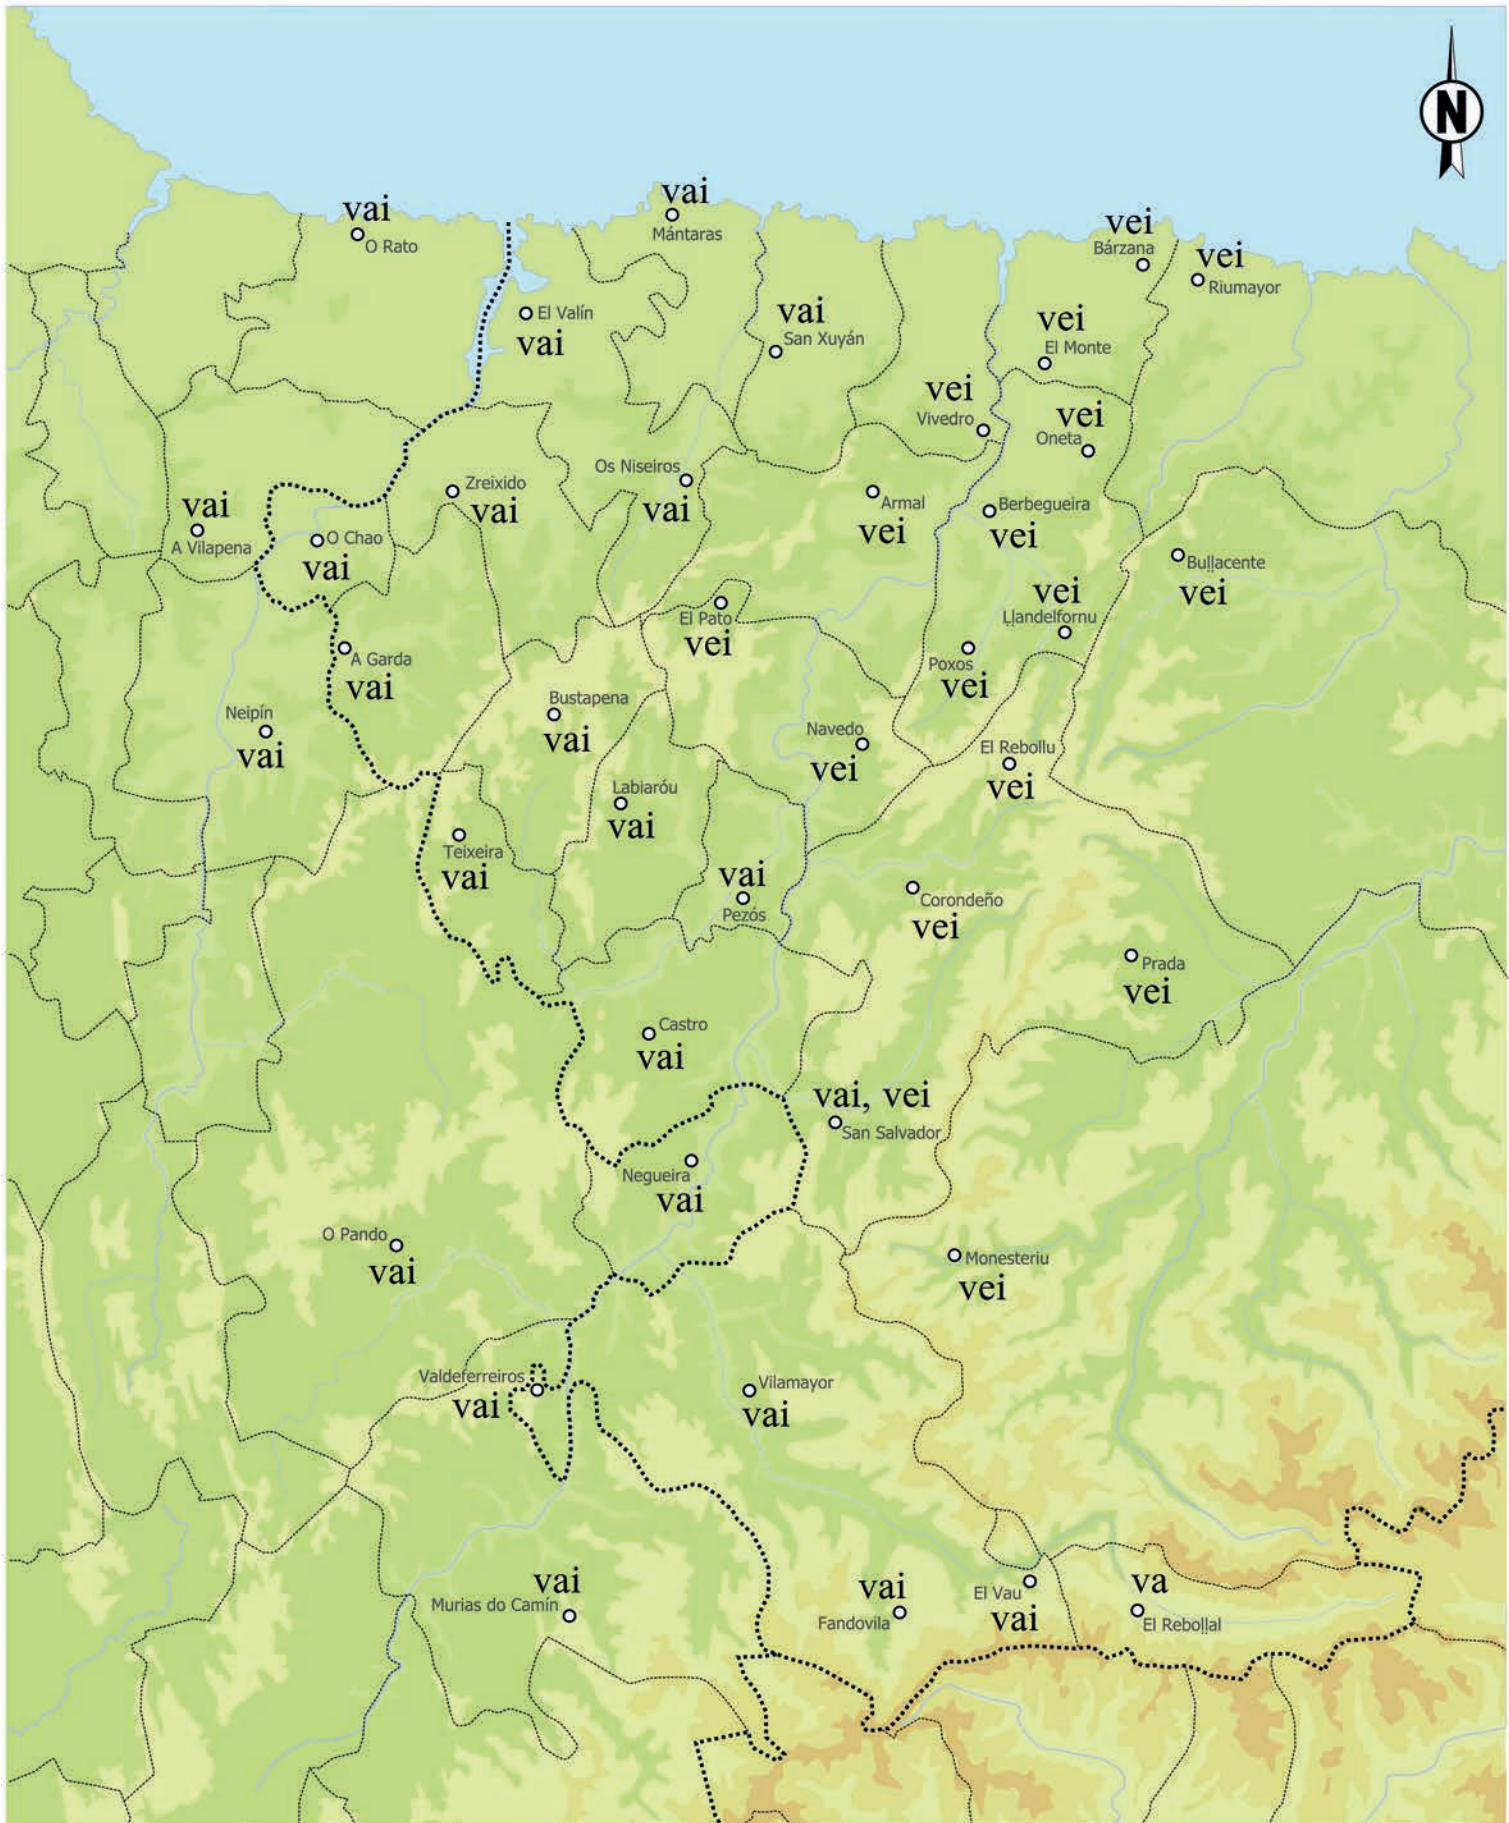 N
vai
O Rato
vai
Mántaras
vei
Bárzana
vei
Riumayor
El Valín
vai
vai
San Xuyán
vei
El Monte
vei
Vivedro
vei
Oneta
Os Niseiros
vai
Zreixido
vai
vai
A Vilapena
O Chao
vai
Armal
vei
Berbegueira
vei
Buḷḷacente
vei
El Pato
vei
vei
Ḷḷandelfornu
A Garda
vai
Poxos
vei
Neipín
vai
Bustapena
vai
Navedo
vei
El Rebollu
vei
Labiaróu
vai
Teixeira
vai
vai
Pezós
Corondeño
vei
Prada
vei
Castro
vai
vai, vei
San Salvador
Negueira
vai
O Pando
vai
Monesteriu
vei
Valdeferreiros
vai
Vilamayor
vai
vai
Murias do Camín
vai
Fandovila
El Vau
vai
va
El Reboḷḷal